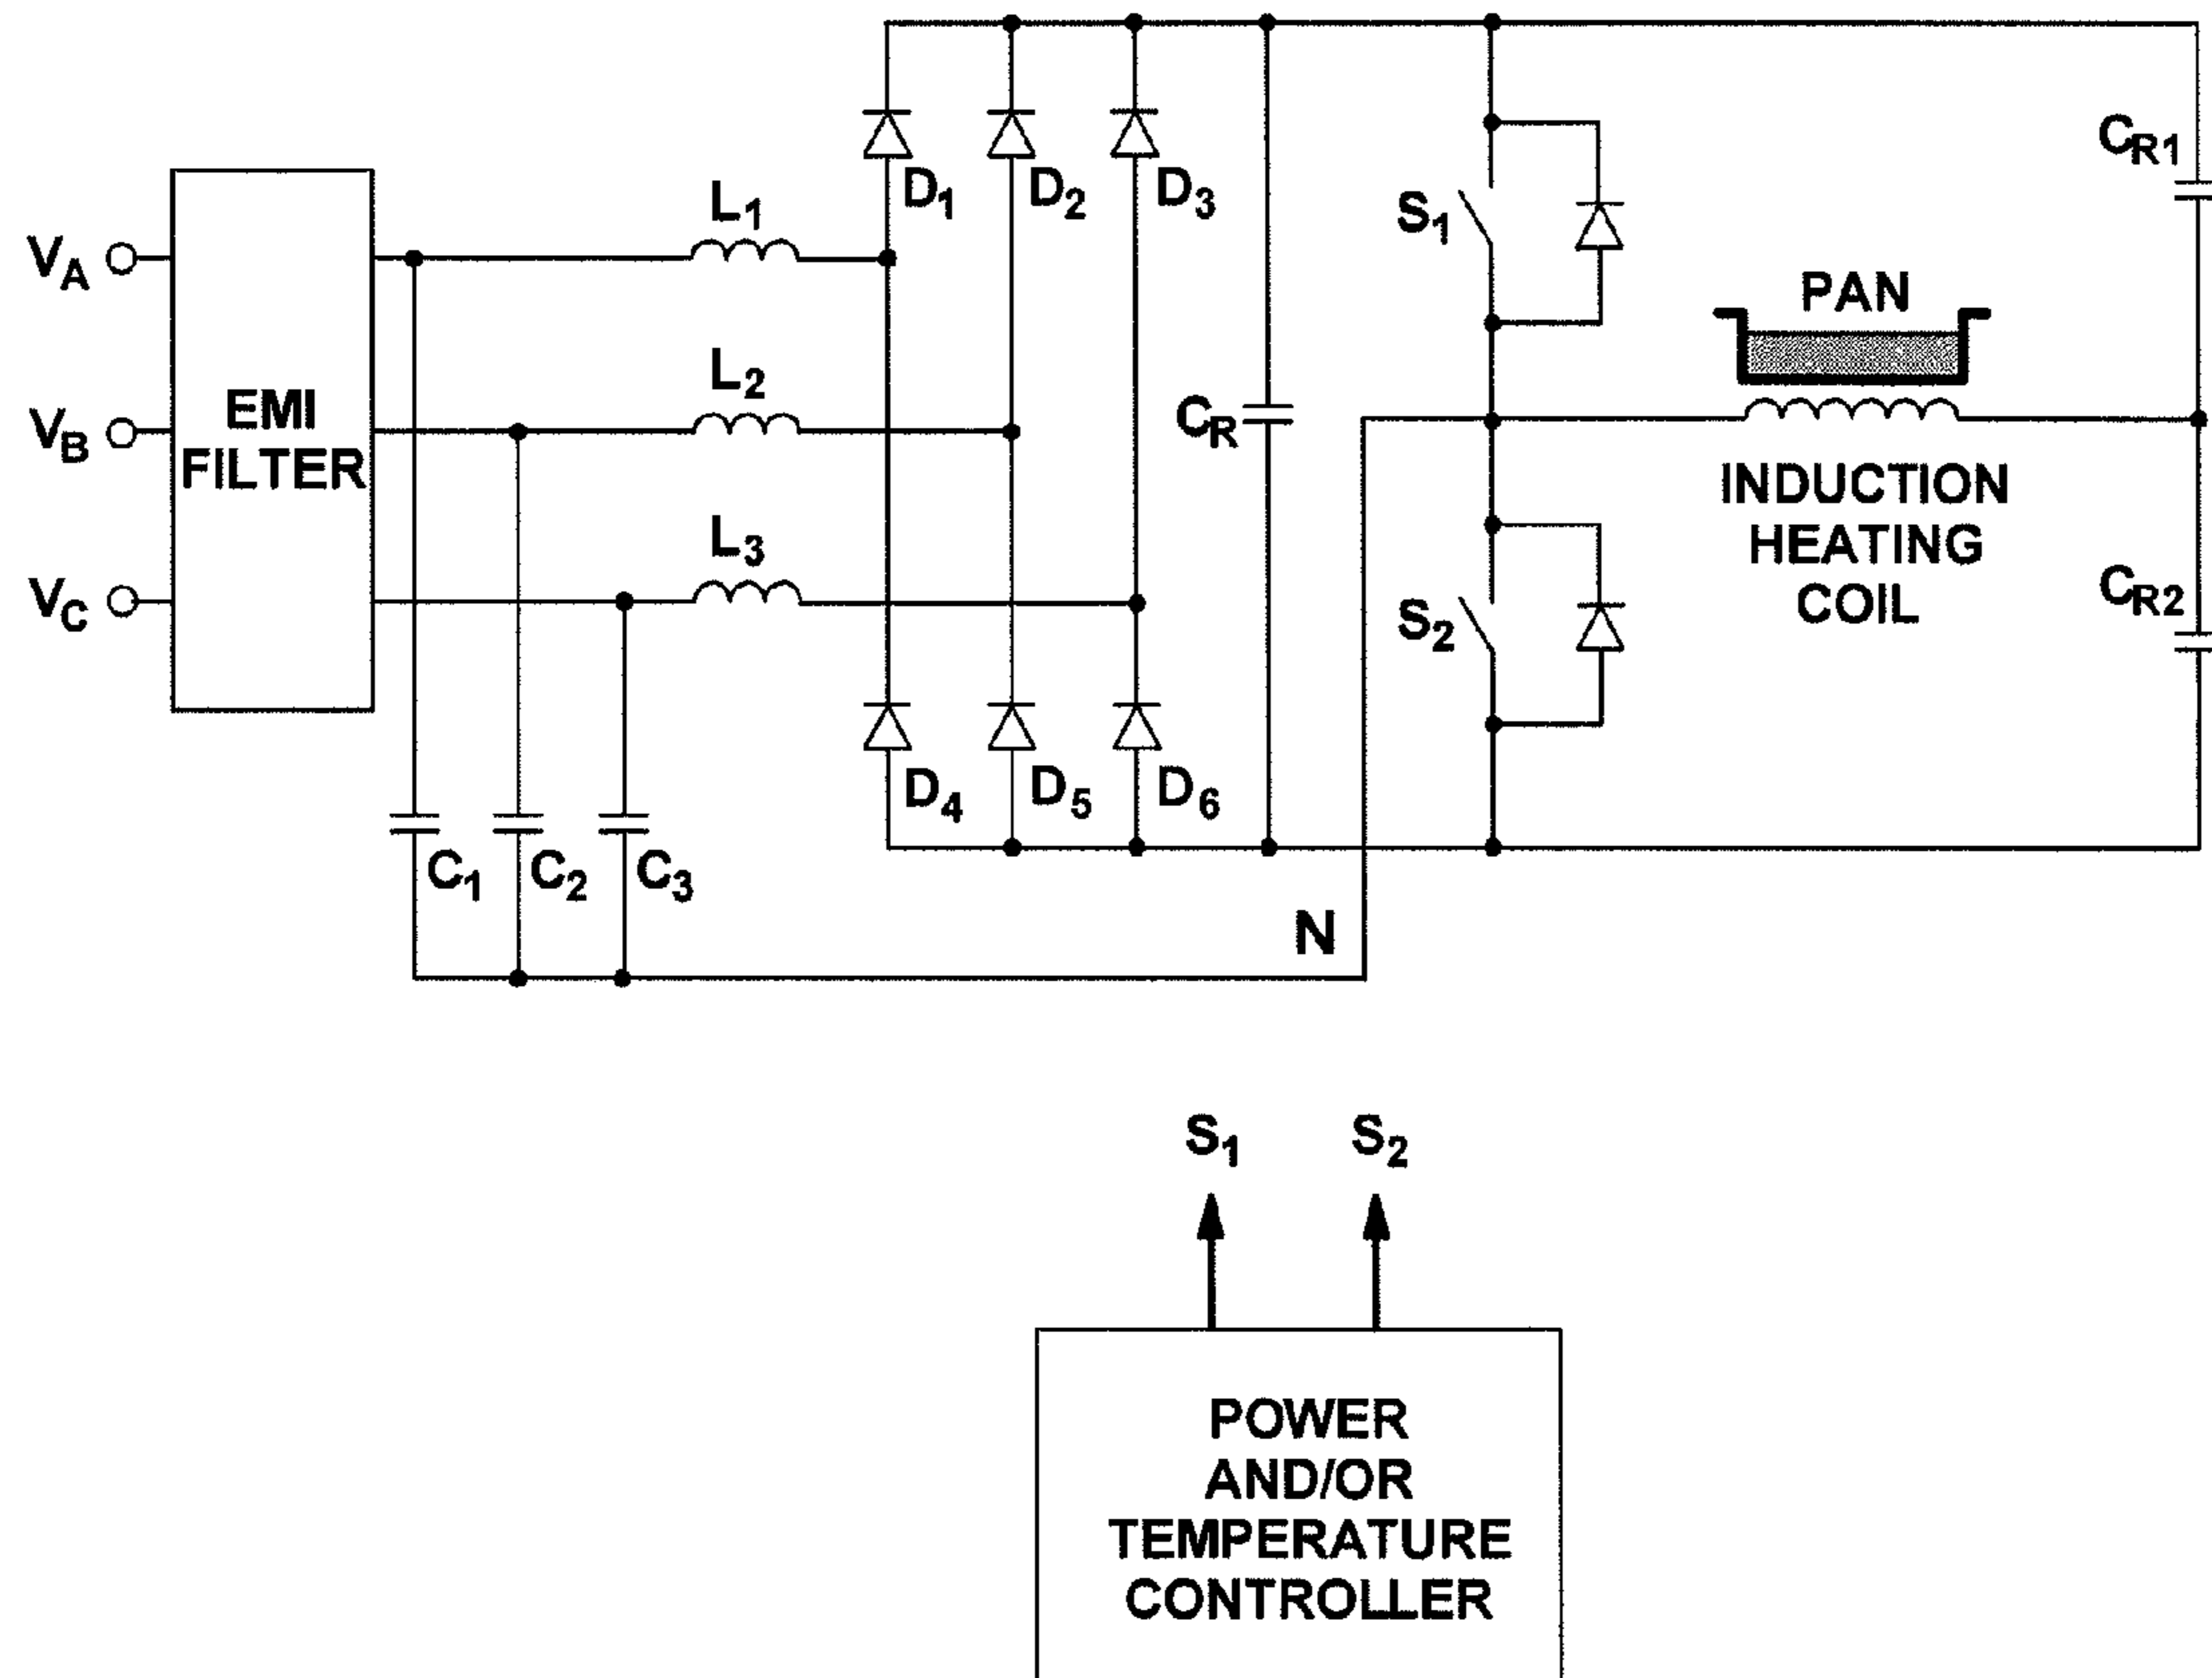 C_R1
D_1
D_2
D_3
L_1
S_1
V_A
PAN
L_2
EMI
FILTER
C_R
V_B
INDUCTION
HEATING
COIL
L_3
V_C
S_2
C_R2
D_4
D_5
D_6
C_1
C_2
C_3
N
S_1
S_2
POWER
AND/OR
TEMPERATURE
CONTROLLER